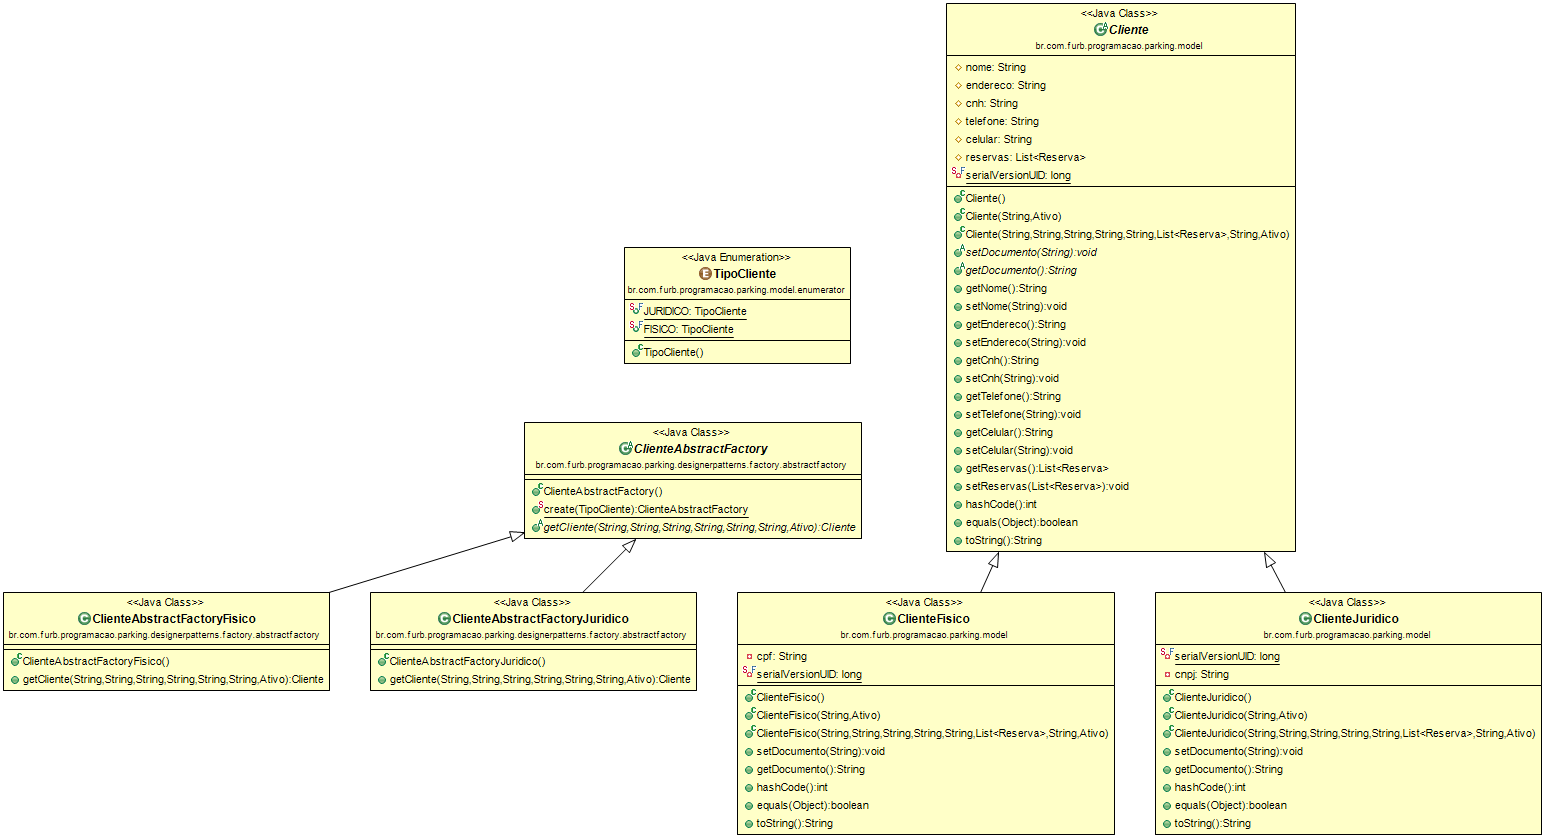 <<Java Class>>
Cliente
br.com.furb.programacao.parking.model
nome: String
endereco: String
cnh: String
telefone: String
celular: String
reservas: List<Reserva>
serialVersionUID: long
Cliente()
Cliente(String,Ativo)
Cliente(String,String,String,String,String,List<Reserva>,String,Ativo)
setDocumento(String):void
getDocumento():String
getNome():String
setNome(String):void
getEndereco():String
setEndereco(String):void
getCnh():String
setCnh(String):void
getTelefone():String
setTelefone(String):void
getCelular():String
setCelular(String):void
getReservas():List<Reserva>
setReservas(List<Reserva>):void
hashCode():int
equals(Object):boolean
toString():String
<<Java Enumeration>>
TipoCliente
br.com.furb.programacao.parking.model.enumerator
JURIDICO: TipoCliente
FISICO: TipoCliente
TipoCliente()
<<Java Class>>
ClienteAbstractFactory
br.com.furb.programacao.parking.designerpatterns.factory.abstractfactory
ClienteAbstractFactory()
create(TipoCliente):ClienteAbstractFactory
getCliente(String,String,String,String,String,String,Ativo):Cliente
<<Java Class>>
ClienteAbstractFactoryFisico
br.com.furb.programacao.parking.designerpatterns.factory.abstractfactory
ClienteAbstractFactoryFisico()
getCliente(String,String,String,String,String,String,Ativo):Cliente
<<Java Class>>
ClienteAbstractFactoryJuridico
br.com.furb.programacao.parking.designerpatterns.factory.abstractfactory
ClienteAbstractFactoryJuridico()
getCliente(String,String,String,String,String,String,Ativo):Cliente
<<Java Class>>
ClienteFisico
br.com.furb.programacao.parking.model
cpf: String
serialVersionUID: long
ClienteFisico()
ClienteFisico(String,Ativo)
ClienteFisico(String,String,String,String,String,List<Reserva>,String,Ativo)
setDocumento(String):void
getDocumento():String
hashCode():int
equals(Object):boolean
toString():String
<<Java Class>>
ClienteJuridico
br.com.furb.programacao.parking.model
serialVersionUID: long
cnpj: String
ClienteJuridico()
ClienteJuridico(String,Ativo)
ClienteJuridico(String,String,String,String,String,List<Reserva>,String,Ativo)
setDocumento(String):void
getDocumento():String
hashCode():int
equals(Object):boolean
toString():String